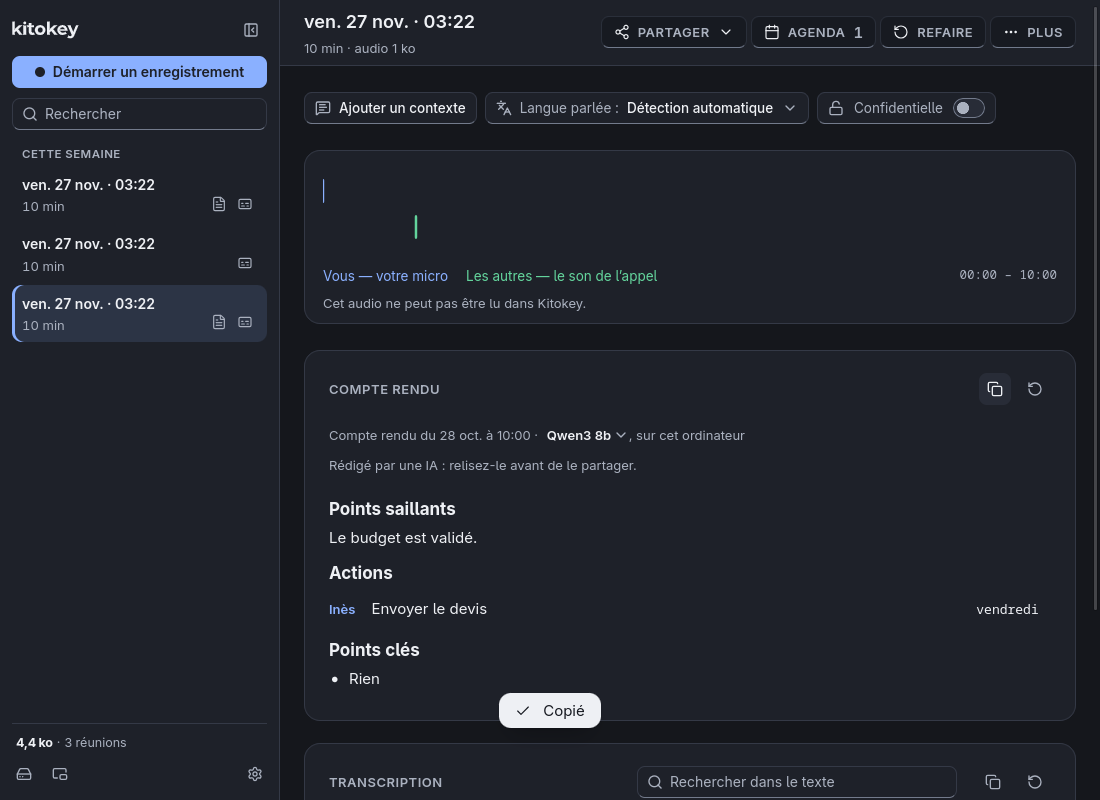 kitokey
Démarrer un enregistrement
Rechercher
CETTE SEMAINE
ven. 27 nov. · 03:22
10 min
ven. 27 nov. · 03:22
10 min
ven. 27 nov. · 03:22
10 min
4,4 ko · 3 réunions
ven. 27 nov. · 03:22
10 min · audio 1 ko
PARTAGER
AGENDA 1
REFAIRE
PLUS
Ajouter un contexte
Langue parlée : Détection automatique
Confidentielle
Vous — votre micro
Les autres — le son de l’appel
00:00 – 10:00
Cet audio ne peut pas être lu dans Kitokey.
COMPTE RENDU
Compte rendu du 28 oct. à 10:00 · Qwen3 8b , sur cet ordinateur
Rédigé par une IA : relisez-le avant de le partager.
Points saillants
Le budget est validé.
Actions
Inès Envoyer le devis vendredi
Points clés
• Rien
Copié
TRANSCRIPTION
Rechercher dans le texte